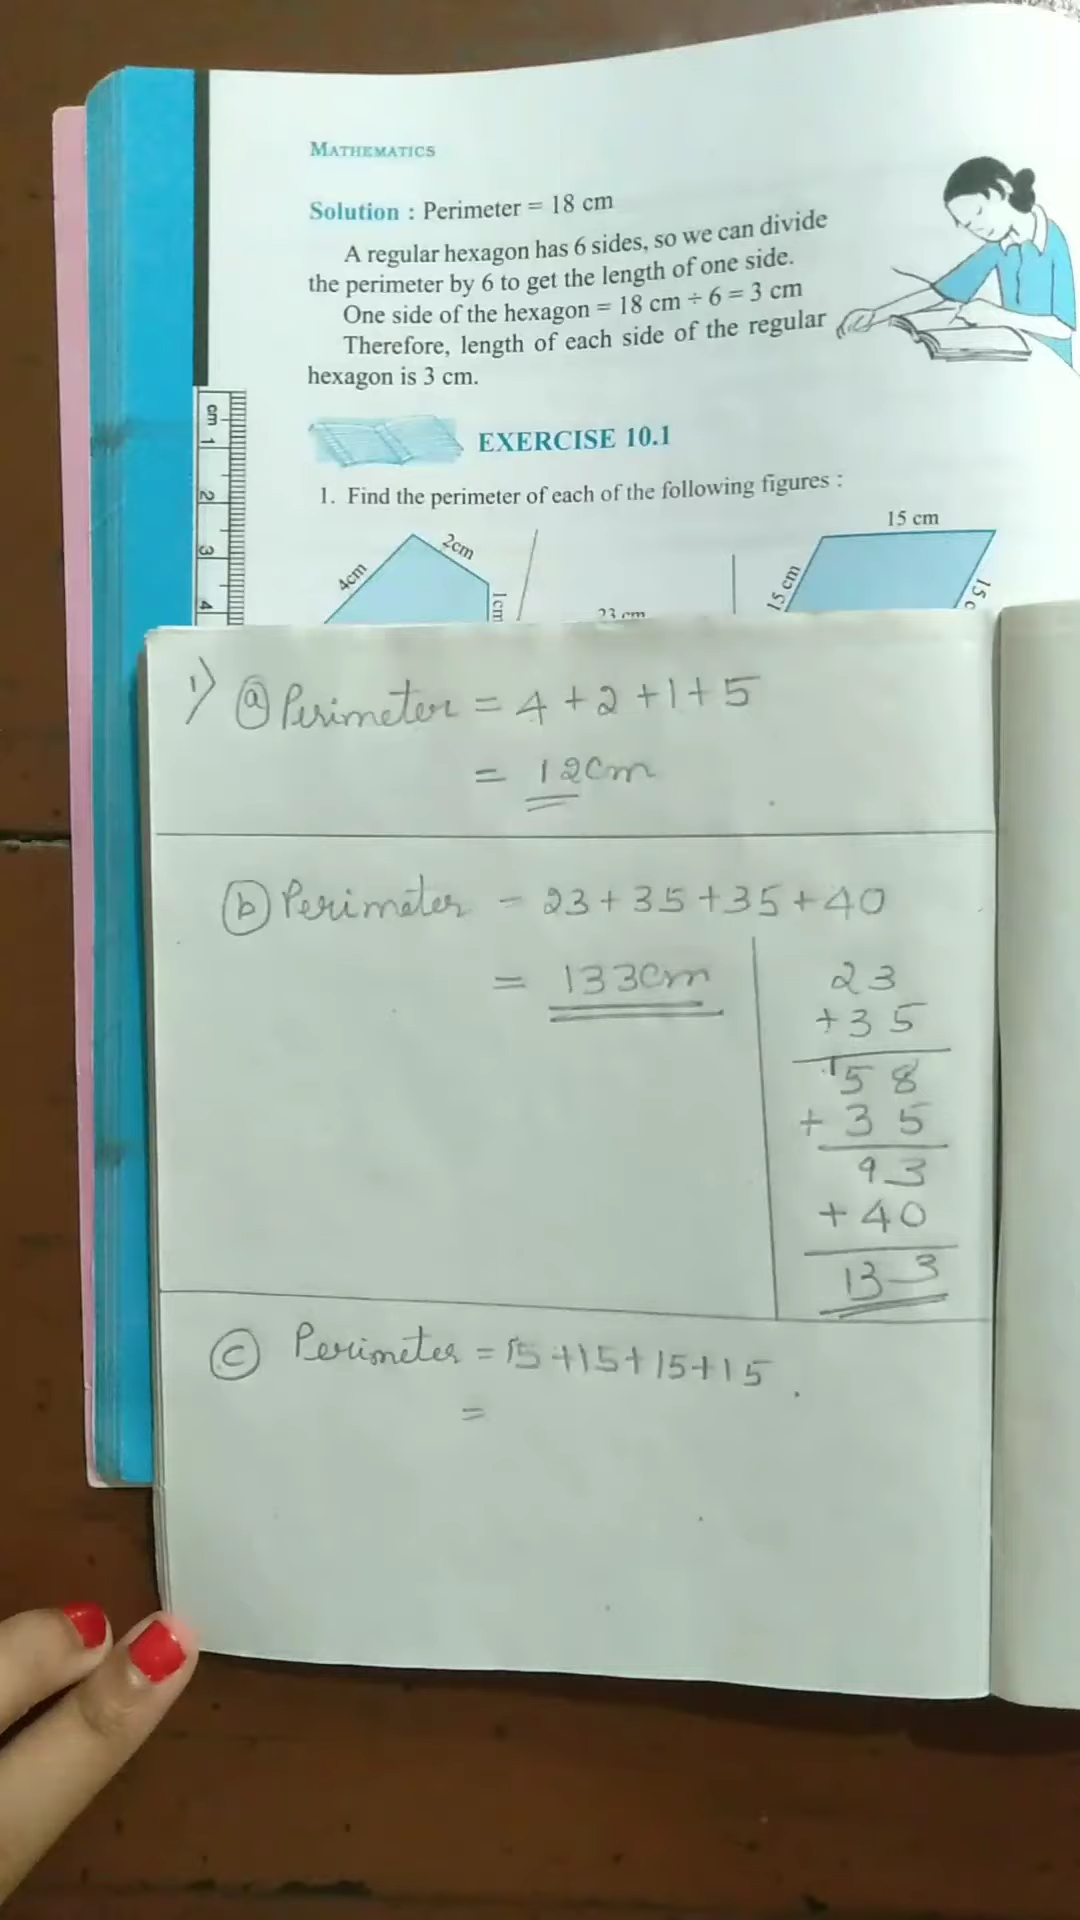 MATHEMATICS
Solution : Perimeter = 18 cm
A regular hexagon has 6 sides, so we can divide
the perimeter by 6 to get the length of one side.
One side of the hexagon = 18 cm ÷ 6 = 3 cm
Therefore, length of each side of the regular
hexagon is 3 cm.
cm 1
2
3
4
EXERCISE 10.1
1. Find the perimeter of each of the following figures :
4cm
2cm
1cm
23 cm
15 cm
15 cm
15 c
1) (a) Perimeter = 4 + 2 + 1 + 5
= 12cm
(b) Perimeter - 23 + 35 + 35 + 40
= 133cm
23
+35
1
58
+ 35
93
+ 40
133
(c) Perimeter = 15 + 15 + 15 + 15
=